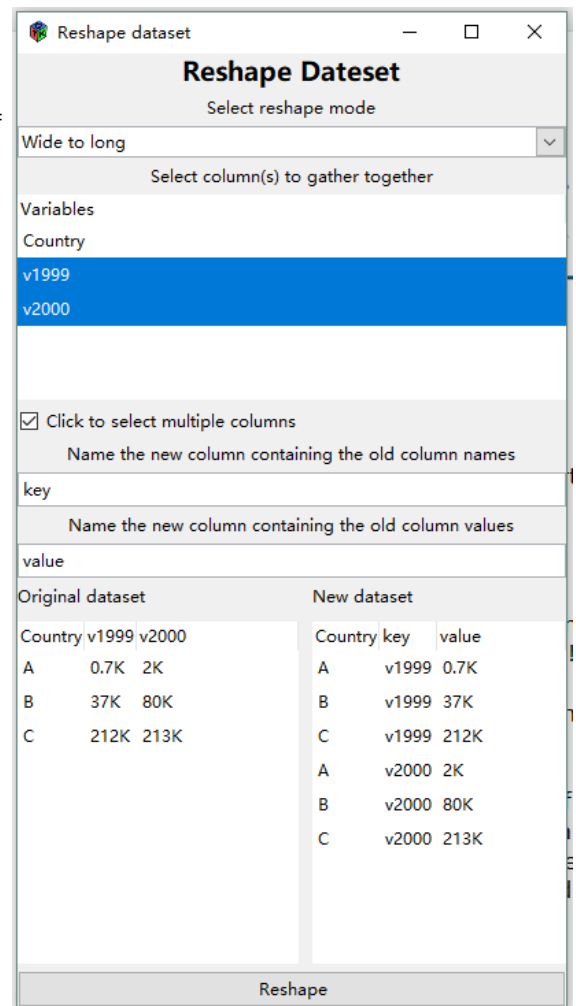 Reshape dataset
Reshape Dateset
Select reshape mode
Wide to long
Select column(s) to gather together
Variables
Country
v1999
v2000
Click to select multiple columns
Name the new column containing the old column names
key
Name the new column containing the old column values
value
Original dataset New dataset
Country v1999 v2000 Country key value
A 0.7K 2K A v1999 0.7K
B 37K 80K B v1999 37K
C 212K 213K C v1999 212K
A v2000 2K
B v2000 80K
C v2000 213K
Reshape